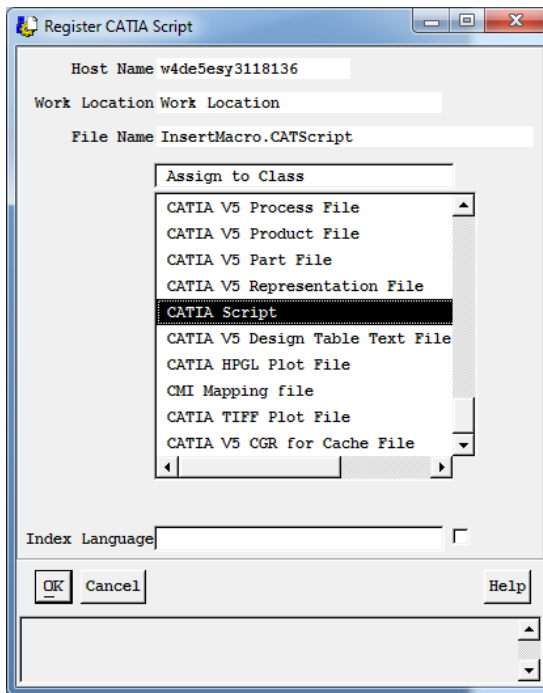 Register CATIA Script
Host Name w4de5esy3118136
Work Location Work Location
File Name InsertMacro.CATScript
Assign to Class
CATIA V5 Process File
CATIA V5 Product File
CATIA V5 Part File
CATIA V5 Representation File
CATIA Script
CATIA V5 Design Table Text File
CATIA HPGL Plot File
CMI Mapping file
CATIA TIFF Plot File
CATIA V5 CGR for Cache File
Index Language
OK Cancel Help